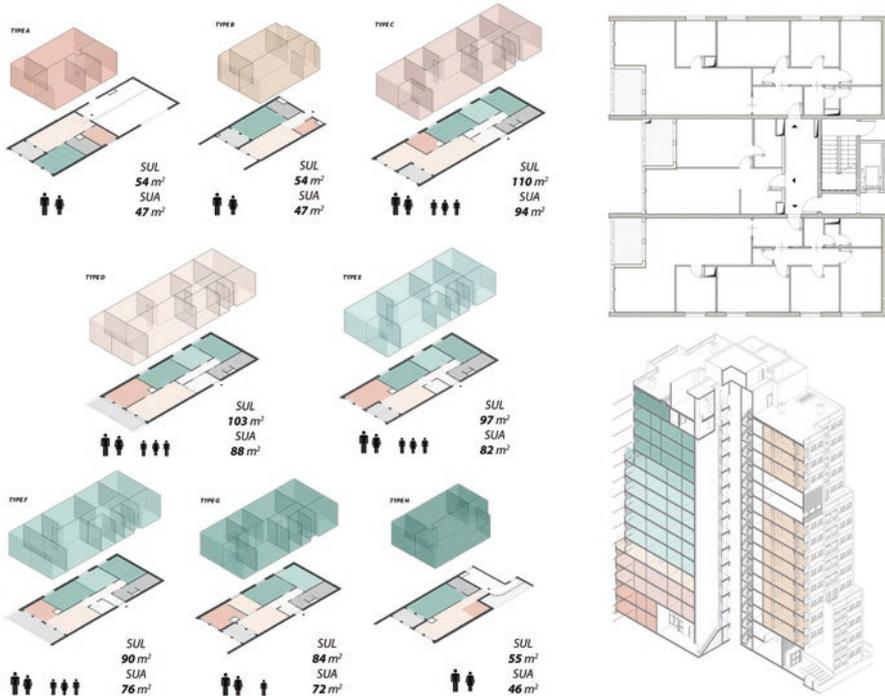 TYPE A
TYPE B
TYPE C
SUL
54 m²
SUA
47 m²
SUL
54 m²
SUA
47 m²
SUL
110 m²
SUA
94 m²
TYPE D
TYPE E
SUL
103 m²
SUA
88 m²
SUL
97 m²
SUA
82 m²
TYPE F
TYPE G
TYPE H
SUL
90 m²
SUA
76 m²
SUL
84 m²
SUA
72 m²
SUL
55 m²
SUA
46 m²